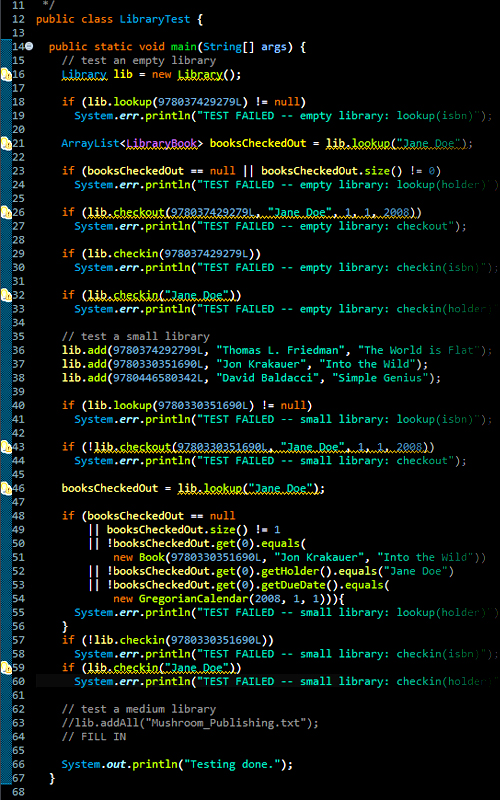 11 */
12 public class LibraryTest {
13
14 public static void main(String[] args) {
15 // test an empty library
16 Library lib = new Library();
17
18 if (lib.lookup(978037429279L) != null)
19 System.err.println("TEST FAILED -- empty library: lookup(isbn)");
20
21 ArrayList<LibraryBook> booksCheckedOut = lib.lookup("Jane Doe");
22
23 if (booksCheckedOut == null || booksCheckedOut.size() != 0)
24 System.err.println("TEST FAILED -- empty library: lookup(holder)"
25
26 if (lib.checkout(978037429279L, "Jane Doe", 1, 1, 2008))
27 System.err.println("TEST FAILED -- empty library: checkout");
28
29 if (lib.checkin(978037429279L))
30 System.err.println("TEST FAILED -- empty library: checkin(isbn)"
31
32 if (lib.checkin("Jane Doe"))
33 System.err.println("TEST FAILED -- empty library: checkin(holder
34
35 // test a small library
36 lib.add(9780374292799L, "Thomas L. Friedman", "The World is Flat");
37 lib.add(9780330351690L, "Jon Krakauer", "Into the Wild");
38 lib.add(9780446580342L, "David Baldacci", "Simple Genius");
39
40 if (lib.lookup(9780330351690L) != null)
41 System.err.println("TEST FAILED -- small library: lookup(isbn)");
42
43 if (!lib.checkout(9780330351690L, "Jane Doe", 1, 1, 2008))
44 System.err.println("TEST FAILED -- small library: checkout");
45
46 booksCheckedOut = lib.lookup("Jane Doe");
47
48 if (booksCheckedOut == null
49 || booksCheckedOut.size() != 1
50 || !booksCheckedOut.get(0).equals(
51 new Book(9780330351690L, "Jon Krakauer", "Into the Wild"))
52 || !booksCheckedOut.get(0).getHolder().equals("Jane Doe")
53 || !booksCheckedOut.get(0).getDueDate().equals(
54 new GregorianCalendar(2008, 1, 1))){
55 System.err.println("TEST FAILED -- small library: lookup(holder)"
56 }
57 if (!lib.checkin(9780330351690L))
58 System.err.println("TEST FAILED -- small library: checkin(isbn)"
59 if (lib.checkin("Jane Doe"))
60 System.err.println("TEST FAILED -- small library: checkin(holder
61
62 // test a medium library
63 //lib.addAll("Mushroom_Publishing.txt");
64 // FILL IN
65
66 System.out.println("Testing done.");
67 }
68